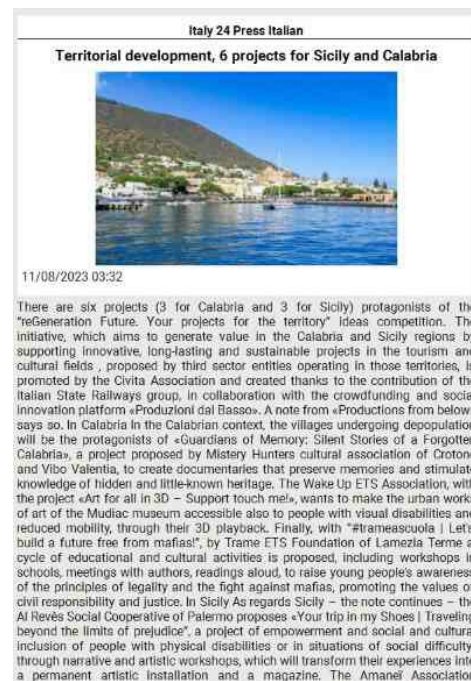 Italy 24 Press Italian
Territorial development, 6 projects for Sicily and Calabria
11/08/2023 03:32
There are six projects (3 for Calabria and 3 for Sicily) protagonists of the
"reGeneration Future. Your projects for the territory" ideas competition. The
initiative, which aims to generate value in the Calabria and Sicily regions by
supporting innovative, long-lasting and sustainable projects in the tourism and
cultural fields , proposed by third sector entities operating in those territories, is
promoted by the Civita Association and created thanks to the contribution of the
Italian State Railways group, in collaboration with the crowdfunding and social
innovation platform «Produzioni dal Basso». A note from «Productions from below»
says so. In Calabria In the Calabrian context, the villages undergoing depopulation
will be the protagonists of «Guardians of Memory: Silent Stories of a Forgotten
Calabria», a project proposed by Mistery Hunters cultural association of Crotone
and Vibo Valentia, to create documentaries that preserve memories and stimulate
knowledge of hidden and little-known heritage. The Wake Up ETS Association, with
the project «Art for all in 3D – Support touch me!», wants to make the urban works
of art of the Mudiac museum accessible also to people with visual disabilities and
reduced mobility, through their 3D playback. Finally, with "#trameascuola | Let's
build a future free from mafias!", by Trame ETS Foundation of Lamezia Terme a
cycle of educational and cultural activities is proposed, including workshops in
schools, meetings with authors, readings aloud, to raise young people's awareness
of the principles of legality and the fight against mafias, promoting the values of
civil responsibility and justice. In Sicily As regards Sicily – the note continues – the
Al Revès Social Cooperative of Palermo proposes «Your trip in my Shoes | Traveling
beyond the limits of prejudice", a project of empowerment and social and cultural
inclusion of people with physical disabilities or in situations of social difficulty,
through narrative and artistic workshops, which will transform their experiences into
a permanent artistic installation and a magazine. The Amaneì Association